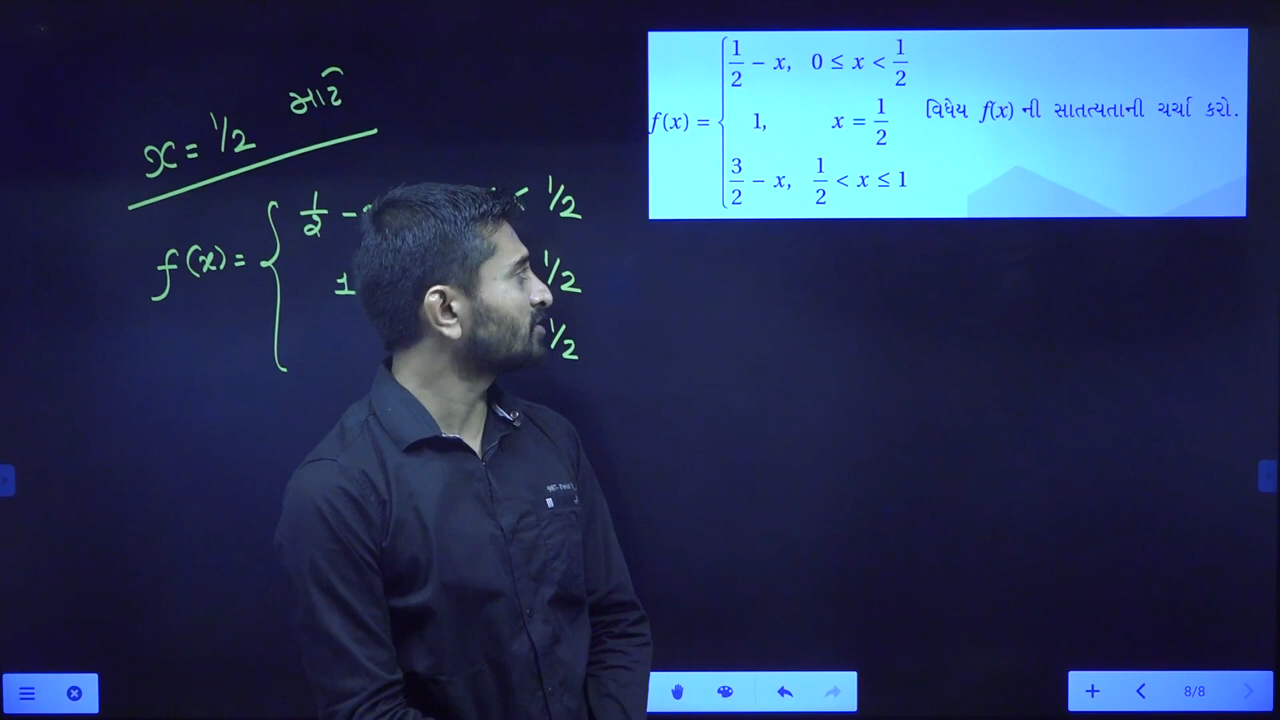 x = 1/2 માટે
f(x) = { 1/2 - < 1/2
1 1/2
1/2
f(x) = { 1/2 − x, 0 ≤ x < 1/2
1, x = 1/2
3/2 − x, 1/2 < x ≤ 1
વિધેય f(x) ની સાતત્યતાની ચર્ચા કરો.
8/8